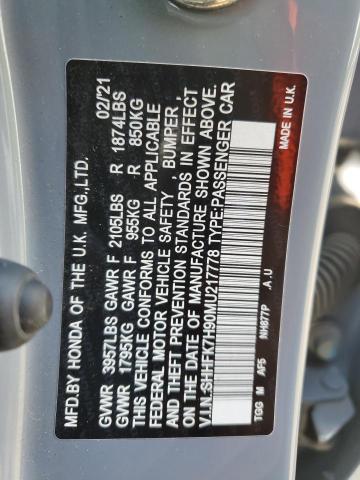 MFD.BY HONDA OF THE U.K. MFG.,LTD. 02/'21
GVWR 3957LBS GAWR F 2105LBS R 1874LBS
GVWR 1795KG GAWR F 955KG R 850KG
THIS VEHICLE CONFORMS TO ALL APPLICABLE
FEDERAL MOTOR VEHICLE SAFETY , BUMPER ,
AND THEFT PREVENTION STANDARDS IN EFFECT
ON THE DATE OF MANUFACTURE SHOWN ABOVE.
V.I.N.:SHHFK7H90MU217778 TYPE:PASSENGER CAR
TGG M AF5 NH877P .A .U MADE IN U.K.